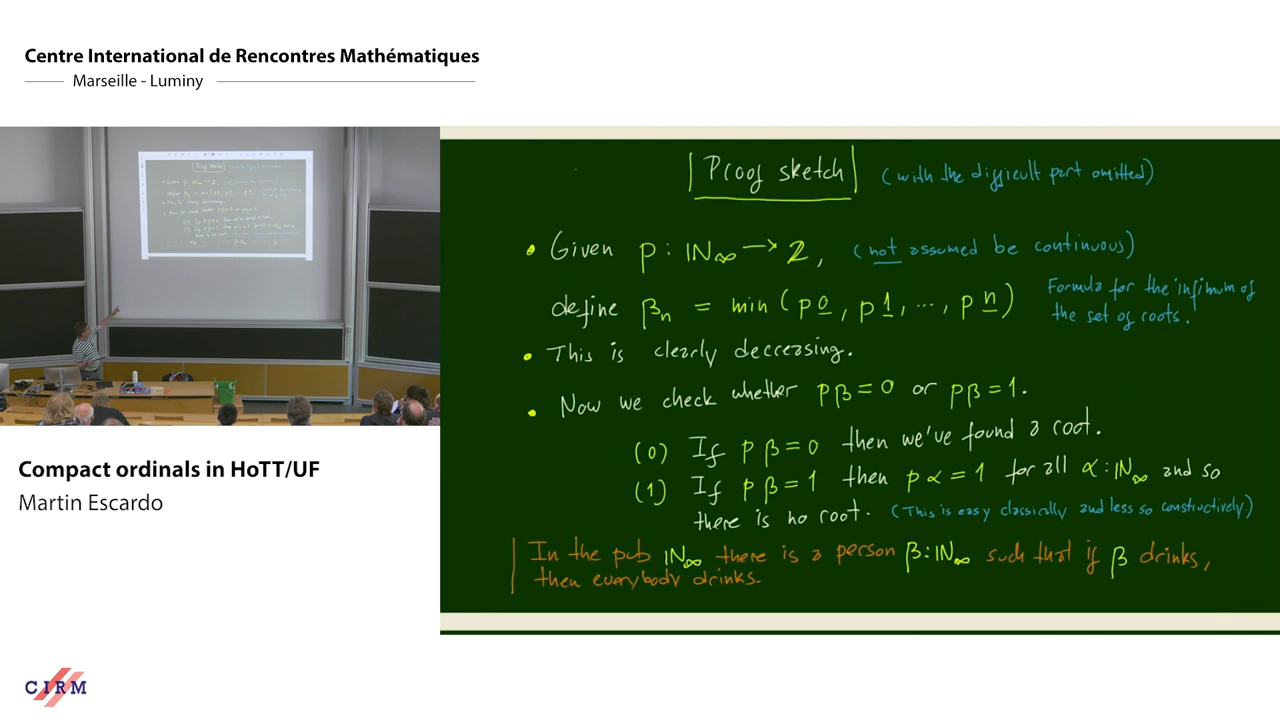 Centre International de Rencontres Mathématiques
Marseille - Luminy
Proof sketch (with the difficult part omitted)
• Given p : ℕ∞ → 2, (not assumed be continuous)
define βn = min (p 0, p 1, ..., p n) Formula for the infimum of
the set of roots.
• This is clearly decreasing.
• Now we check whether pβ=0 or pβ=1.
(0) If pβ=0 then we've found a root.
(1) If pβ=1 then pα=1 for all α:ℕ∞ and so
there is no root. (This is easy classically and less so constructively)
In the pub ℕ∞ there is a person β:ℕ∞ such that if β drinks,
then everybody drinks.
Compact ordinals in HoTT/UF
Martin Escardo
CIRM